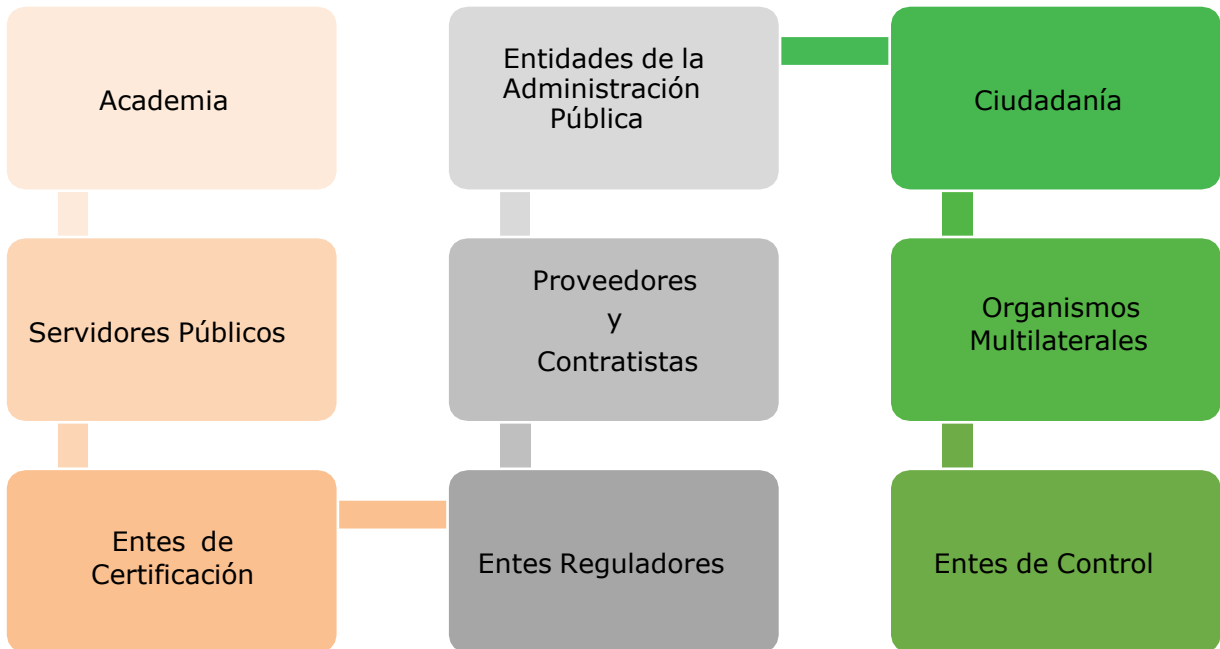 Academia
Servidores Públicos
Entes de
Certificación
Entes Reguladores
Proveedores
y
Contratistas
Entidades de la
Administración
Pública
Ciudadanía
Organismos
Multilaterales
Entes de Control